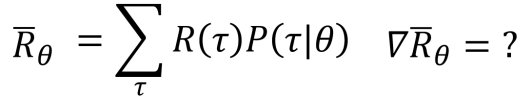 R̅_θ = ∑_τ R(τ)P(τ|θ)   ∇R̅_θ = ?